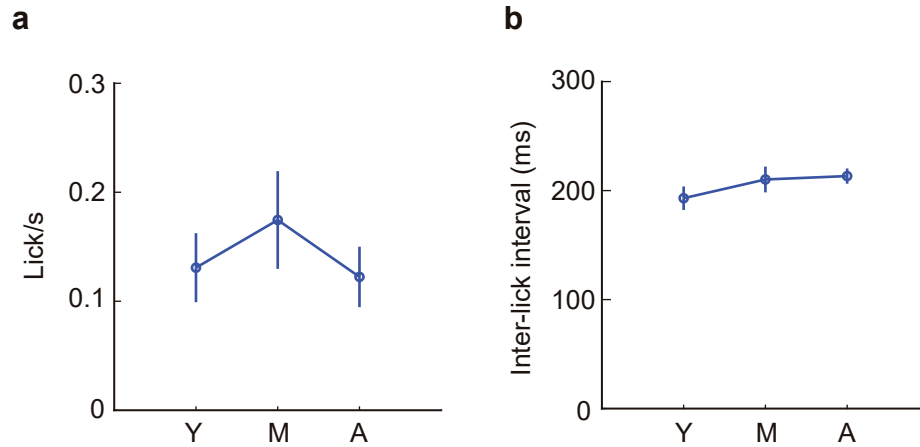 a
Lick/s
0.3
0.2
0.1
0
Y M A
b
Inter-lick interval (ms)
300
200
100
0
Y M A